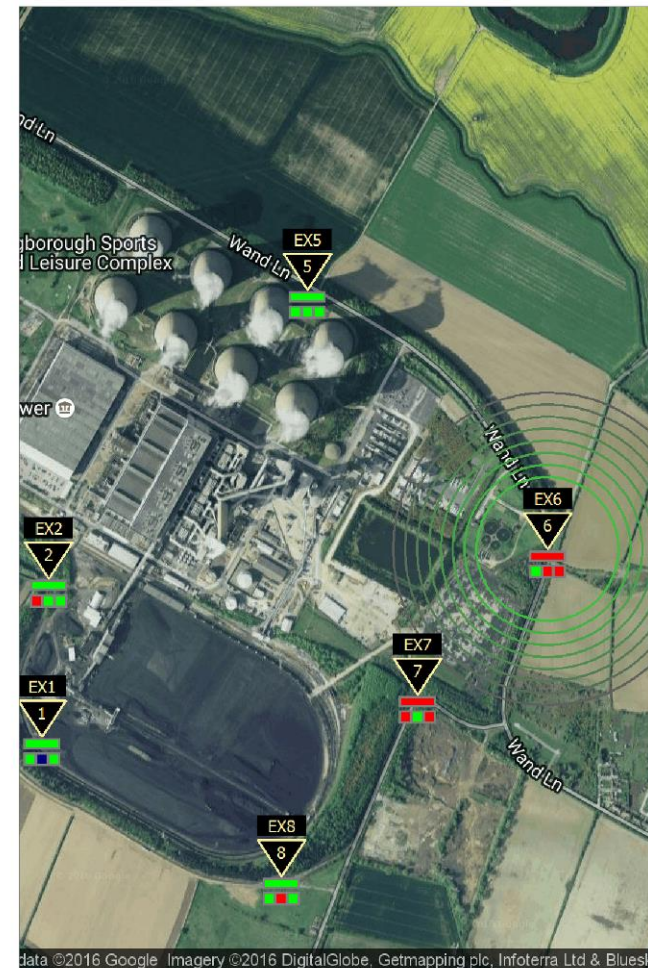 nd Ln
gborough Sports
d Leisure Complex
Wand Ln
EX5
5
wer
Wand Ln
EX6
6
EX2
2
EX7
7
EX1
1
Wand Ln
EX8
8
data ©2016 Google Imagery ©2016 DigitalGlobe, Getmapping plc, Infoterra Ltd & Bluesk